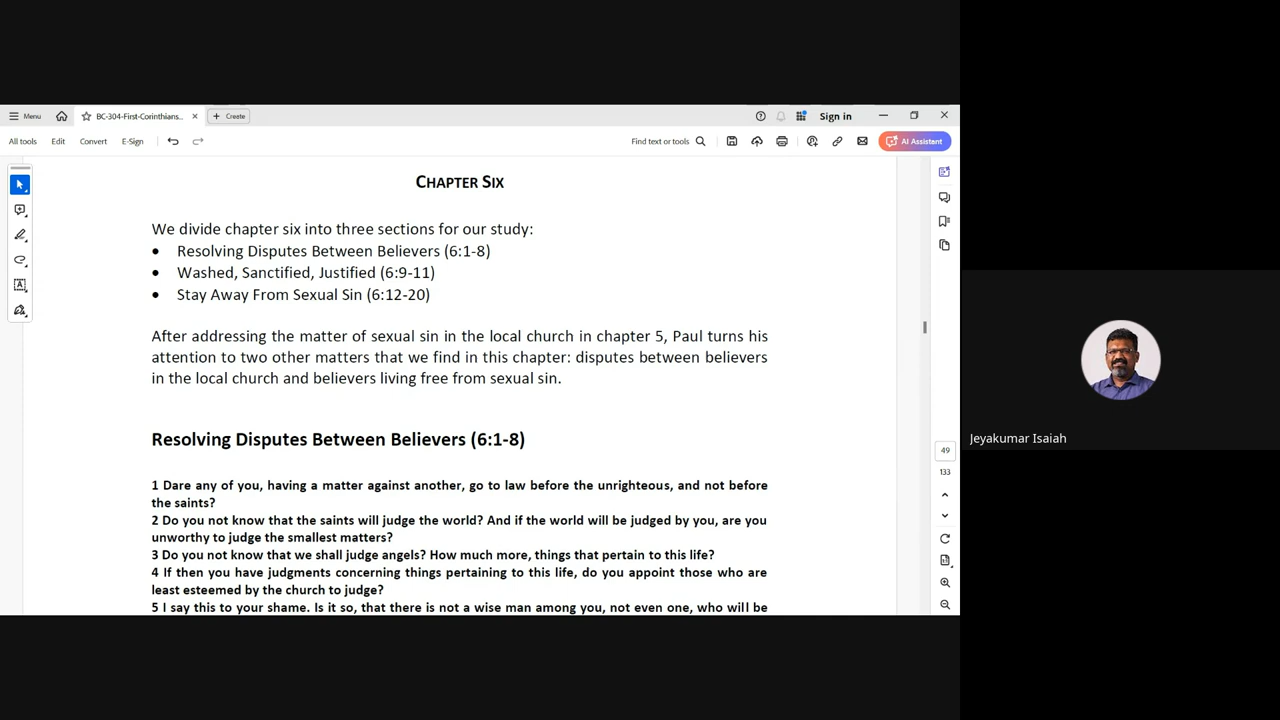 Menu
BC-304-First-Corinthians...
Create
Sign in
All tools
Edit
Convert
E-Sign
Find text or tools
AI Assistant
CHAPTER SIX
We divide chapter six into three sections for our study:
• Resolving Disputes Between Believers (6:1-8)
• Washed, Sanctified, Justified (6:9-11)
• Stay Away From Sexual Sin (6:12-20)
After addressing the matter of sexual sin in the local church in chapter 5, Paul turns his
attention to two other matters that we find in this chapter: disputes between believers
in the local church and believers living free from sexual sin.
Resolving Disputes Between Believers (6:1-8)
1 Dare any of you, having a matter against another, go to law before the unrighteous, and not before
the saints?
2 Do you not know that the saints will judge the world? And if the world will be judged by you, are you
unworthy to judge the smallest matters?
3 Do you not know that we shall judge angels? How much more, things that pertain to this life?
4 If then you have judgments concerning things pertaining to this life, do you appoint those who are
least esteemed by the church to judge?
5 I say this to your shame. Is it so, that there is not a wise man among you, not even one, who will be
49
133
Jeyakumar Isaiah